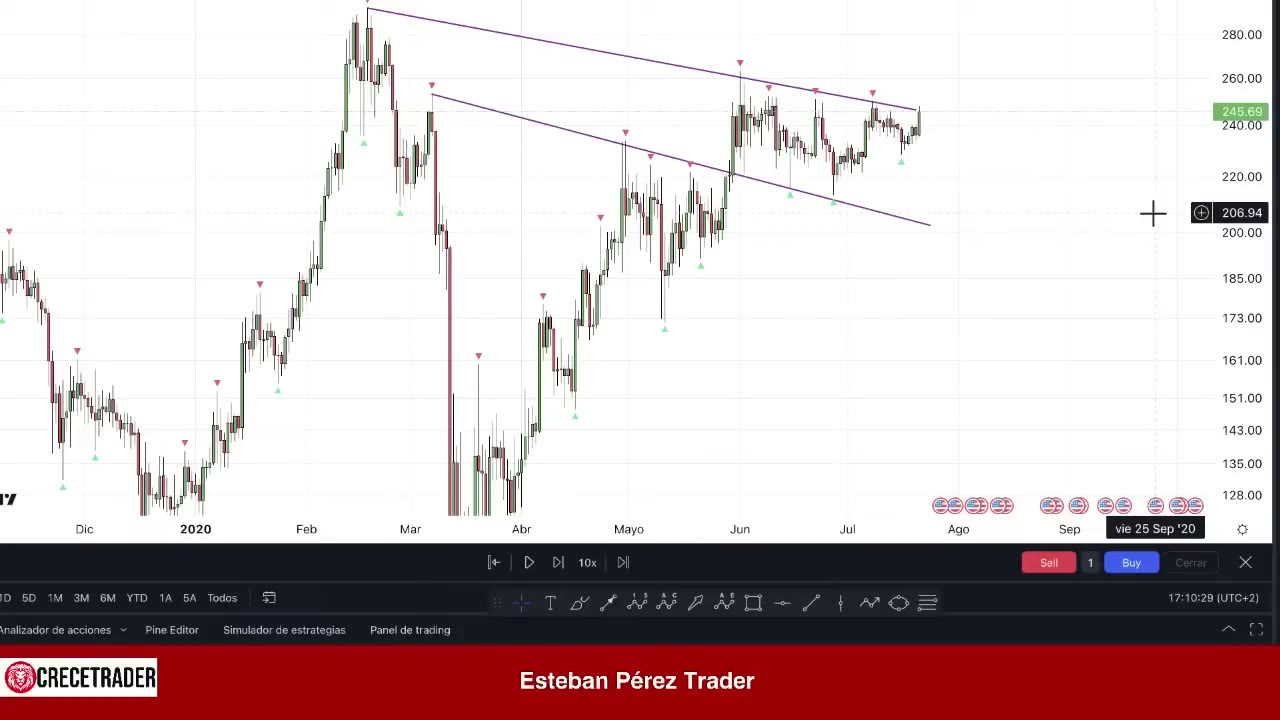 280.00
260.00
245.69
240.00
220.00
206.94
200.00
185.00
173.00
161.00
151.00
143.00
135.00
128.00
Dic 2020 Feb Mar Abr Mayo Jun Jul Ago Sep vie 25 Sep '20
10x Sell 1 Buy Cerrar
1D 5D 1M 3M 6M YTD 1A 5A Todos 17:10:29 (UTC+2)
Analizador de acciones Pine Editor Simulador de estrategias Panel de trading
CRECETRADER
Esteban Pérez Trader